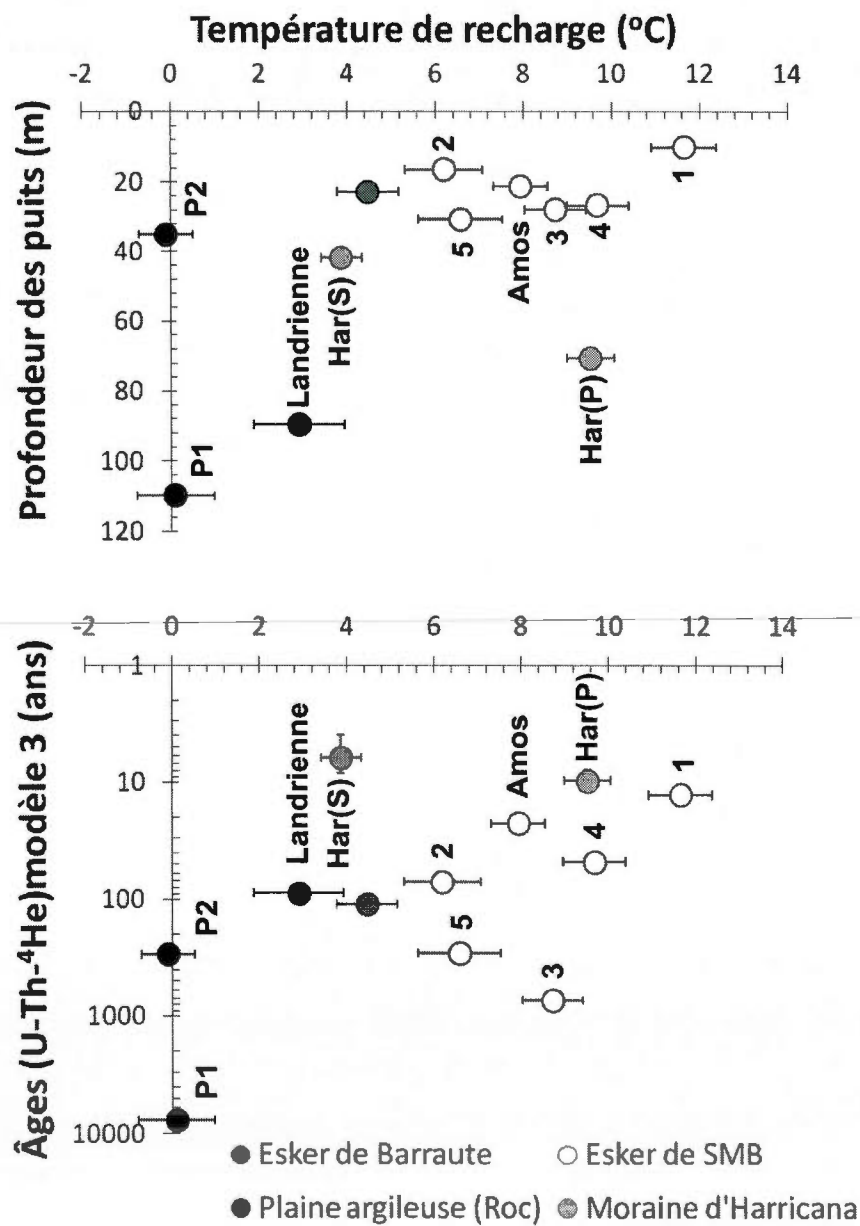 Température de recharge (°C)
-2 0 2 4 6 8 10 12 14
Profondeur des puits (m)
0
20
40
60
80
100
120
P2
2
1
5
Amos
3
4
Har(S)
Landrienne
Har(P)
P1
-2 0 2 4 6 8 10 12 14
Âges (U-Th-⁴He)modèle 3 (ans)
1
10
100
1000
10000
Landrienne
Har(S)
Amos
Har(P)
1
4
2
P2
5
3
P1
Esker de Barraute
Esker de SMB
Plaine argileuse (Roc)
Moraine d'Harricana